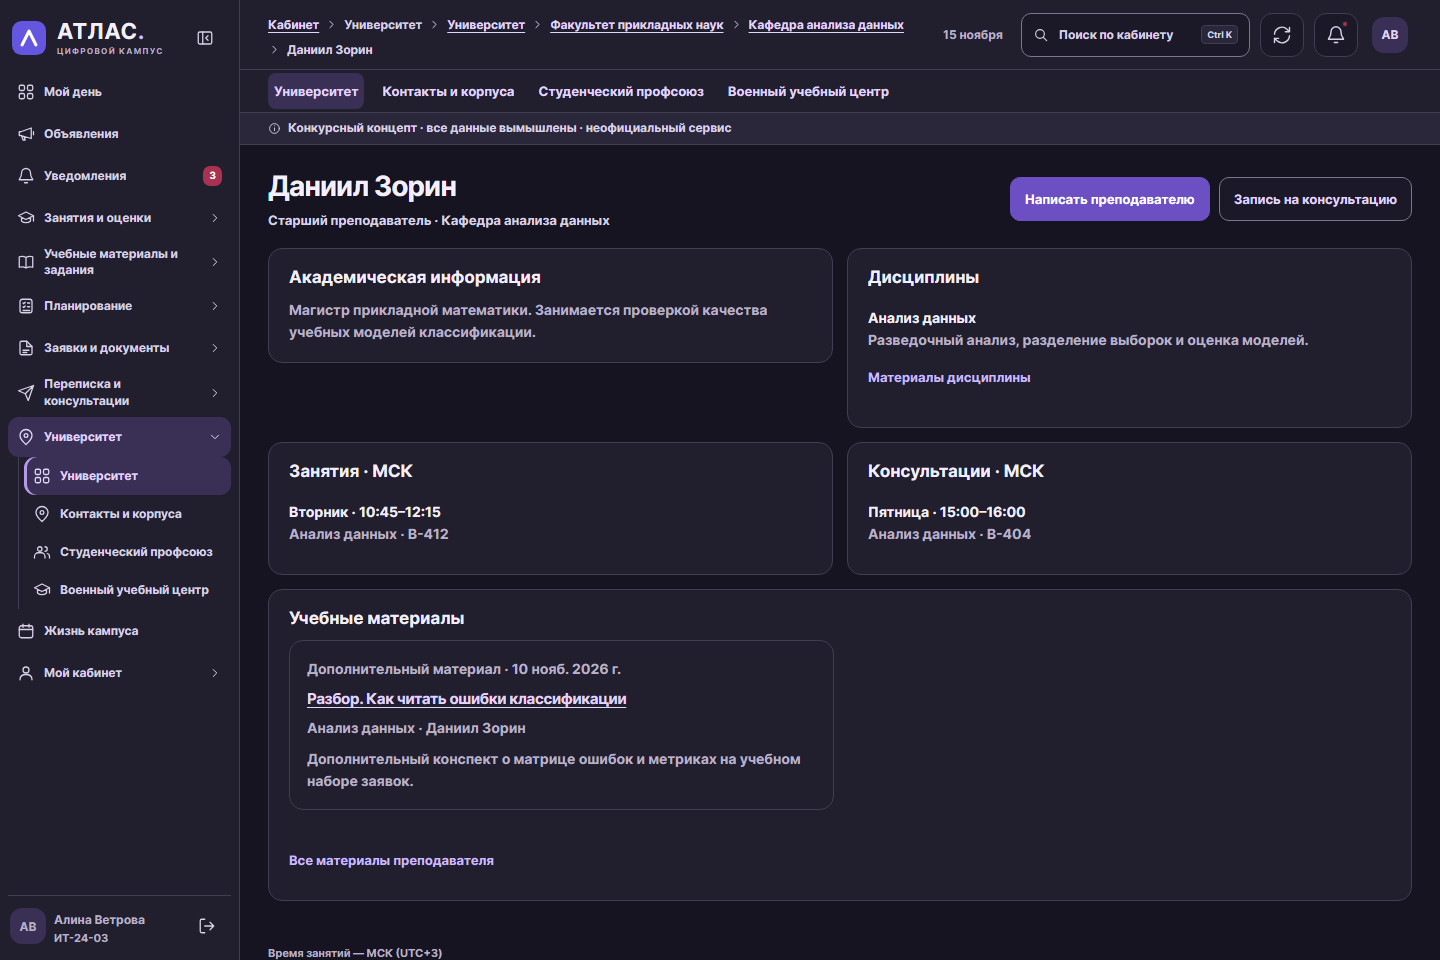 АТЛАС.
ЦИФРОВОЙ КАМПУС
Мой день
Объявления
Уведомления 3
Занятия и оценки
Учебные материалы и
задания
Планирование
Заявки и документы
Переписка и
консультации
Университет
Университет
Контакты и корпуса
Студенческий профсоюз
Военный учебный центр
Жизнь кампуса
Мой кабинет
АВ
Алина Ветрова
ИТ-24-03
Кабинет > Университет > Университет > Факультет прикладных наук > Кафедра анализа данных
> Даниил Зорин
15 ноября
Поиск по кабинету Ctrl K
АВ
Университет Контакты и корпуса Студенческий профсоюз Военный учебный центр
Конкурсный концепт · все данные вымышлены · неофициальный сервис
Даниил Зорин
Старший преподаватель · Кафедра анализа данных
Написать преподавателю
Запись на консультацию
Академическая информация
Магистр прикладной математики. Занимается проверкой качества
учебных моделей классификации.
Дисциплины
Анализ данных
Разведочный анализ, разделение выборок и оценка моделей.
Материалы дисциплины
Занятия · МСК
Вторник · 10:45–12:15
Анализ данных · В-412
Консультации · МСК
Пятница · 15:00–16:00
Анализ данных · В-404
Учебные материалы
Дополнительный материал · 10 нояб. 2026 г.
Разбор. Как читать ошибки классификации
Анализ данных · Даниил Зорин
Дополнительный конспект о матрице ошибок и метриках на учебном
наборе заявок.
Все материалы преподавателя
Время занятий — МСК (UTC+3)